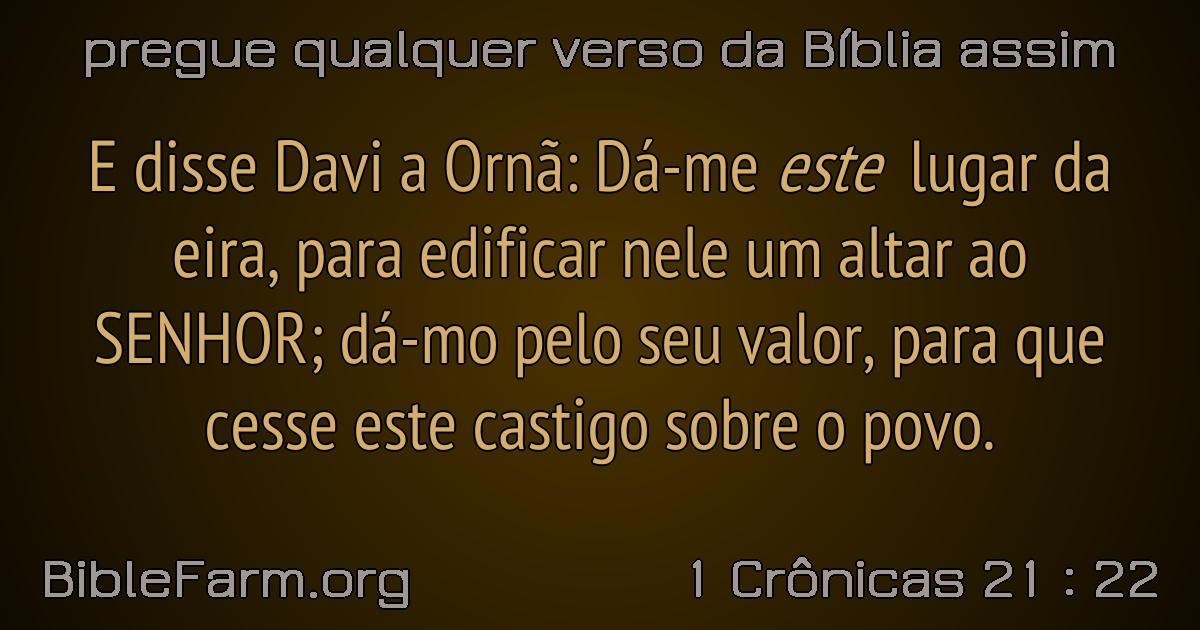 pregue qualquer verso da Bíblia assim
E disse Davi a Ornã: Dá-me este lugar da
eira, para edificar nele um altar ao
SENHOR; dá-mo pelo seu valor, para que
cesse este castigo sobre o povo.
BibleFarm.org
1 Crônicas 21 : 22